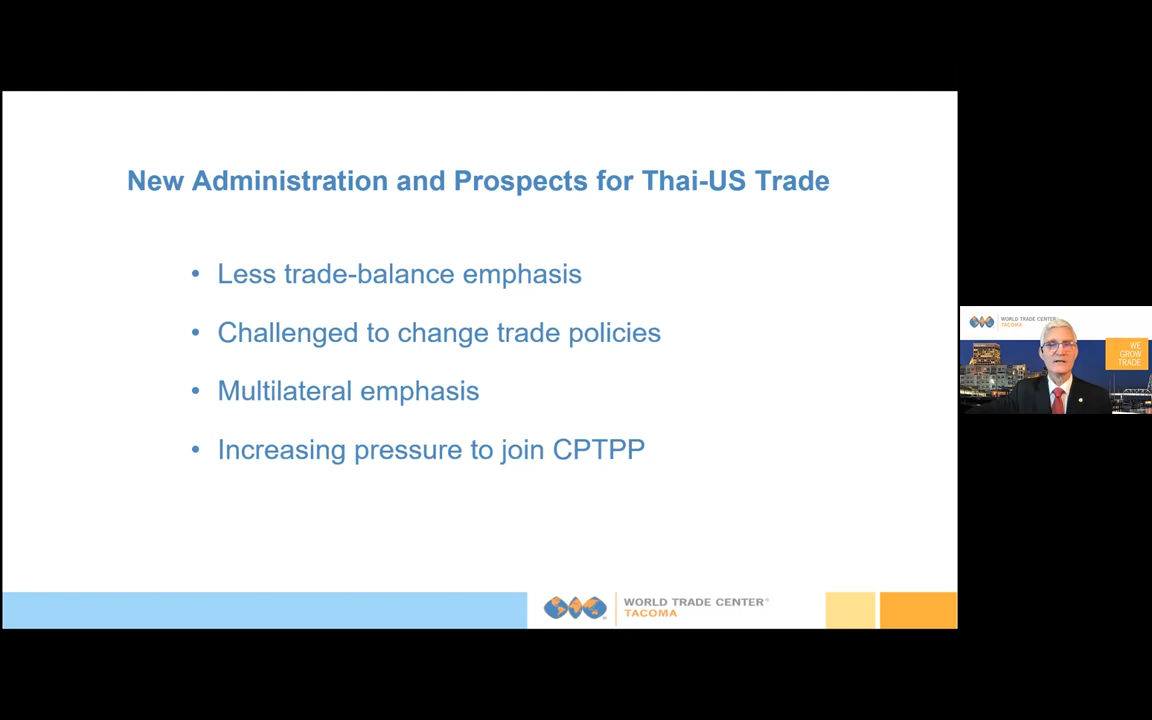 New Administration and Prospects for Thai-US Trade
• Less trade-balance emphasis
• Challenged to change trade policies
• Multilateral emphasis
• Increasing pressure to join CPTPP
WORLD TRADE CENTER®
TACOMA
WORLD TRADE CENTER
TACOMA
WE
GROW
TRADE